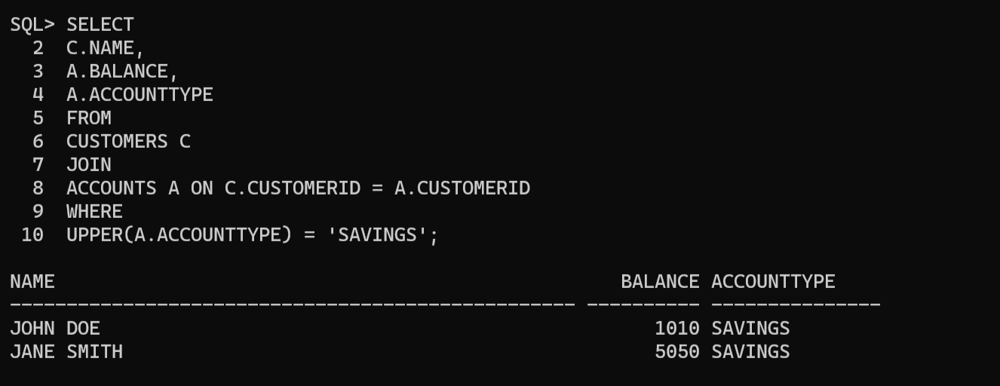 SQL> SELECT
  2  C.NAME,
  3  A.BALANCE,
  4  A.ACCOUNTTYPE
  5  FROM
  6  CUSTOMERS C
  7  JOIN
  8  ACCOUNTS A ON C.CUSTOMERID = A.CUSTOMERID
  9  WHERE
 10  UPPER(A.ACCOUNTTYPE) = 'SAVINGS';

NAME                                                  BALANCE ACCOUNTTYPE
-------------------------------------------------- ---------- ---------------
JOHN DOE                                                 1010 SAVINGS
JANE SMITH                                               5050 SAVINGS